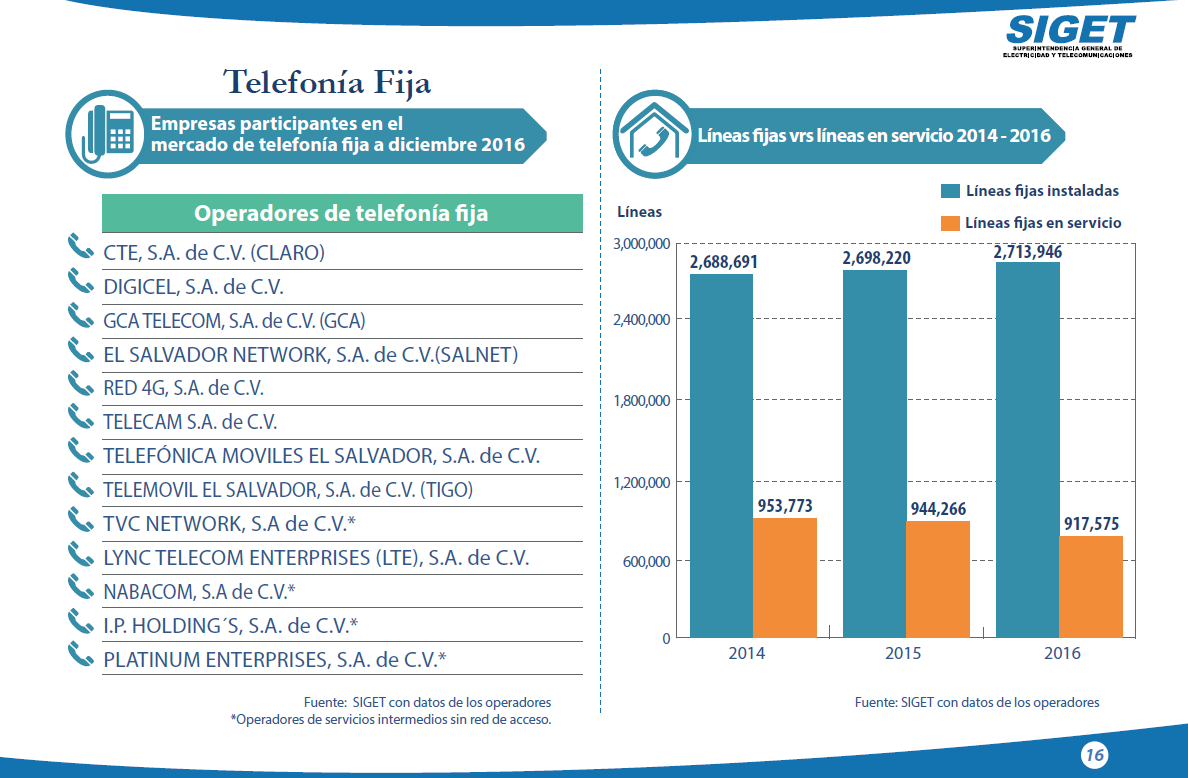 SIGET
SUPERINTENDENCIA GENERAL DE
ELECTRICIDAD Y TELECOMUNICACIONES
Telefonía Fija
Empresas participantes en el
mercado de telefonía fija a diciembre 2016
Operadores de telefonía fija
CTE, S.A. de C.V. (CLARO)
DIGICEL, S.A. de C.V.
GCA TELECOM, S.A. de C.V. (GCA)
EL SALVADOR NETWORK, S.A. de C.V.(SALNET)
RED 4G, S.A. de C.V.
TELECAM S.A. de C.V.
TELEFÓNICA MOVILES EL SALVADOR, S.A. de C.V.
TELEMOVIL EL SALVADOR, S.A. de C.V. (TIGO)
TVC NETWORK, S.A de C.V.*
LYNC TELECOM ENTERPRISES (LTE), S.A. de C.V.
NABACOM, S.A de C.V.*
I.P. HOLDING´S, S.A. de C.V.*
PLATINUM ENTERPRISES, S.A. de C.V.*
Fuente: SIGET con datos de los operadores
*Operadores de servicios intermedios sin red de acceso.
Líneas fijas vrs líneas en servicio 2014 - 2016
Líneas fijas instaladas
Líneas fijas en servicio
Líneas
3,000,000
2,400,000
1,800,000
1,200,000
600,000
0
2,688,691
2,698,220
2,713,946
953,773
944,266
917,575
2014
2015
2016
Fuente: SIGET con datos de los operadores
16